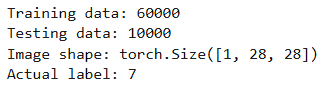 Training data: 60000
Testing data: 10000
Image shape: torch.Size([1, 28, 28])
Actual label: 7